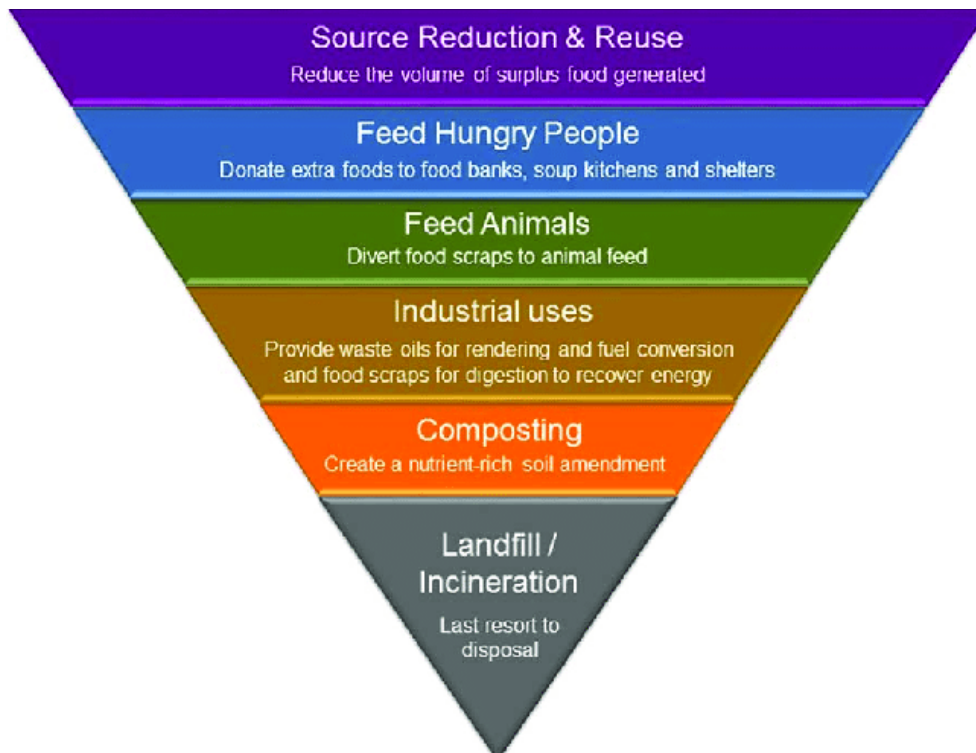 Source Reduction & Reuse
Reduce the volume of surplus food generated
Feed Hungry People
Donate extra foods to food banks, soup kitchens and shelters
Feed Animals
Divert food scraps to animal feed
Industrial uses
Provide waste oils for rendering and fuel conversion
and food scraps for digestion to recover energy
Composting
Create a nutrient-rich soil amendment
Landfill /
Incineration
Last resort to
disposal